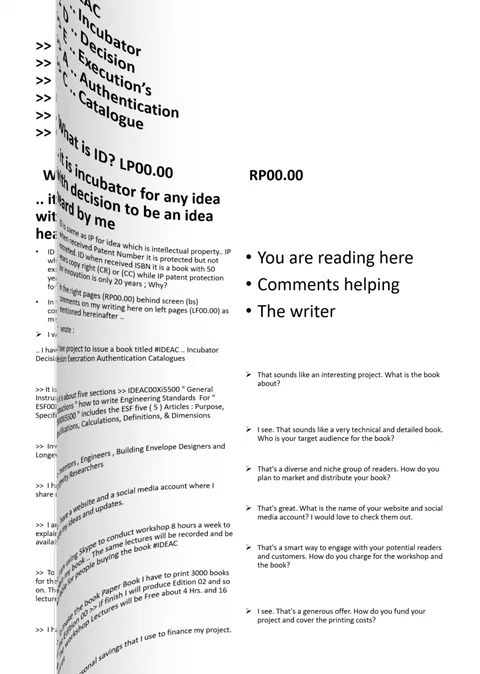 EAC
I .. Incubator
D .. Decision
E .. Execution's
A .. Authentication
C .. Catalogue
>>
>>
>>
>>
>>
>>
What is ID? LP00.00
.. it is incubator for any idea
with decision to be an idea
heard by me
ID is same as IP for idea which is intellectual property.. IP
when received Patent Number it is protected but not
ID when received ISBN it is a book with 50
years copy right (CR) or (CC) while IP patent protection
for innovation is only 20 years ; Why?
In the right pages (RP00.00) behind screen (bs)
comments on my writing here on left pages (LF00.00) as
mentioned hereinafter ..
I wrote :
.. I have project to issue a book titled #IDEAC .. Incubator
Decision Execration Authentication Catalogues
>> It is about five sections >> IDEAC00Xi5500 " General
Instructions " how to write Engineering Standards For "
includes the ESF five ( 5 ) Articles : Purpose,
Specifications, Calculations, Definitions, & Dimensions
>> Inventors , Engineers , Building Envelope Designers and
Longevity Researchers
>> I have a website and a social media account where I
share my ideas and updates.
>> I am using Skype to conduct workshop 8 hours a week to
explain my book .. The same lectures will be recorded and be
available for people buying the book #IDEAC
>> To make the book Paper Book I have to print 3000 books
for this Edition 00 >> if finish I will produce Edition 02 and so
on. The workshop Lectures will be Free about 4 Hrs. and 16
lectures
>> I have personal savings that I use to finance my project.
RP00.00
• You are reading here
• Comments helping
• The writer
➢ That sounds like an interesting project. What is the book
about?
➢ I see. That sounds like a very technical and detailed book.
Who is your target audience for the book?
➢ That's a diverse and niche group of readers. How do you
plan to market and distribute your book?
➢ That's great. What is the name of your website and social
media account? I would love to check them out.
➢ That's a smart way to engage with your potential readers
and customers. How do you charge for the workshop and
the book?
➢ I see. That's a generous offer. How do you fund your
project and cover the printing costs?